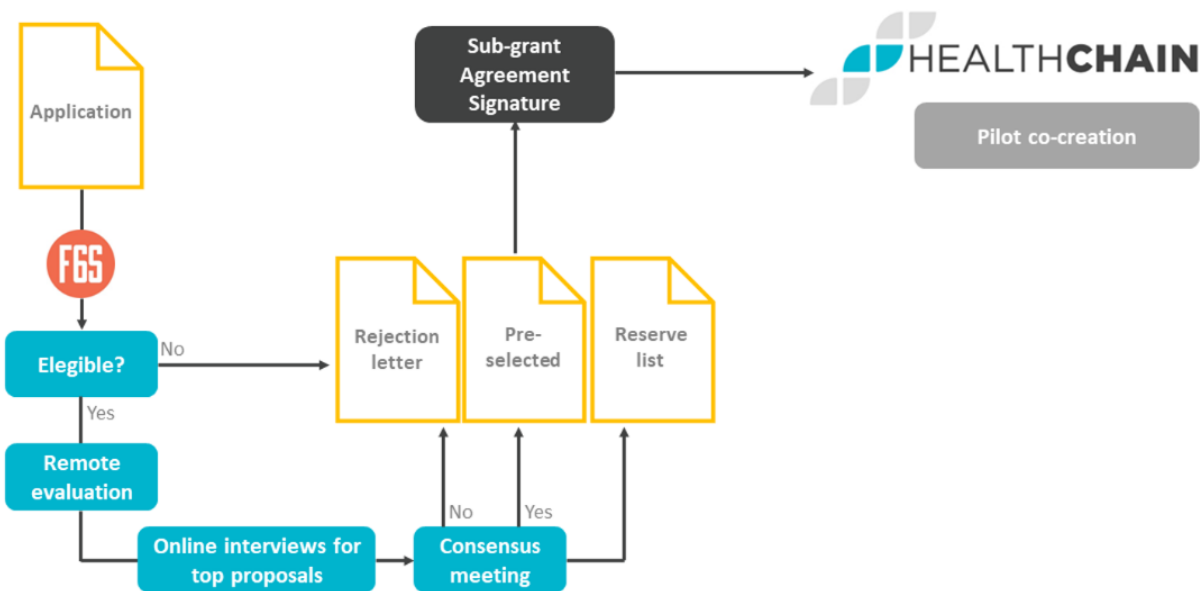 Application
F6S
Elegible?
No
Yes
Remote
evaluation
Online interviews for
top proposals
Consensus
meeting
No
Yes
Rejection
letter
Pre-
selected
Reserve
list
Sub-grant
Agreement
Signature
HEALTHCHAIN
Pilot co-creation